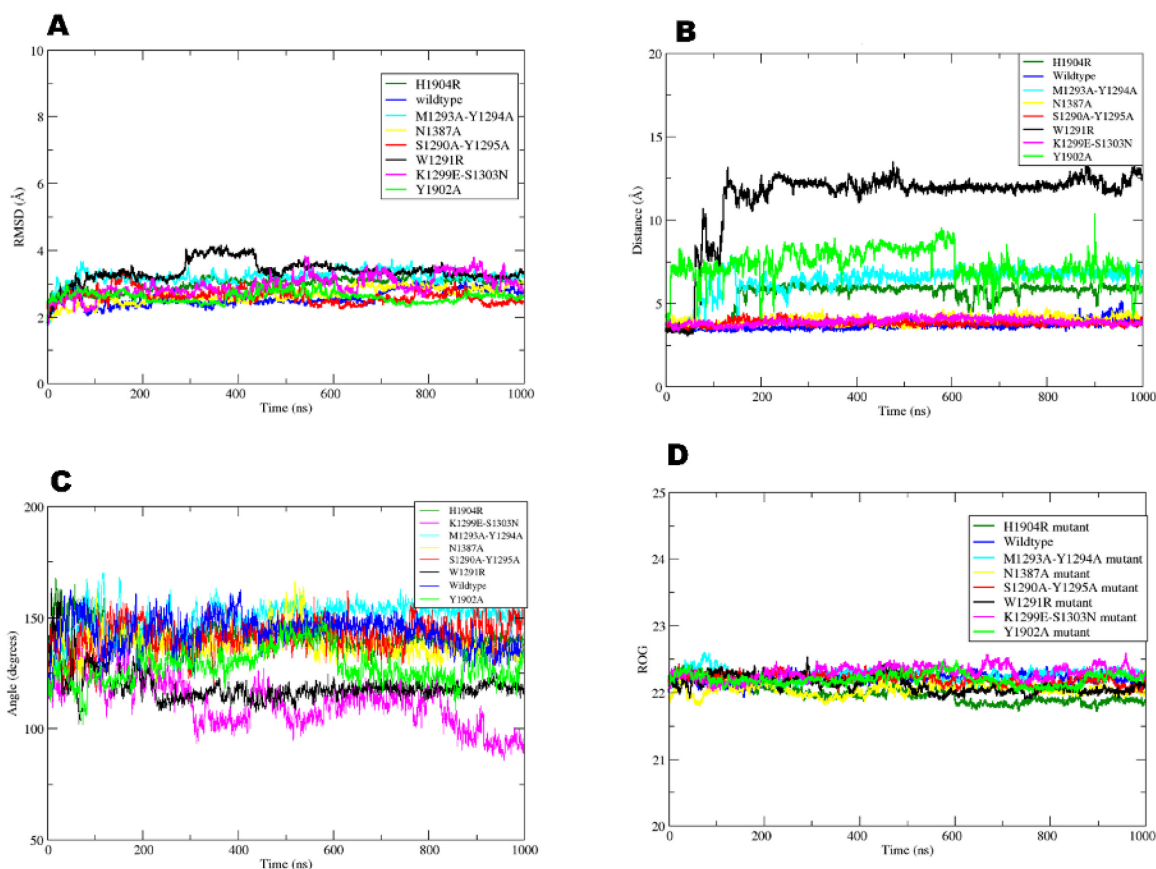 A
10
8
6
4
2
0
RMSD (Å)
0 200 400 600 800 1000
Time (ns)
H1904R
wildtype
M1293A-Y1294A
N1387A
S1290A-Y1295A
W1291R
K1299E-S1303N
Y1902A
B
20
15
10
5
0
Distance (Å)
0 200 400 600 800 1000
Time (ns)
H1904R
Wildtype
M1293A-Y1294A
N1387A
S1290A-Y1295A
W1291R
K1299E-S1303N
Y1902A
C
200
150
100
50
Angle (degrees)
0 200 400 600 800 1000
Time (ns)
H1904R
K1299E-S1303N
M1293A-Y1294A
N1387A
S1290A-Y1295A
W1291R
Wildtype
Y1902A
D
25
24
23
22
21
20
ROG
0 200 400 600 800 1000
Time (ns)
H1904R mutant
Wildtype
M1293A-Y1294A mutant
N1387A mutant
S1290A-Y1295A mutant
W1291R mutant
K1299E-S1303N mutant
Y1902A mutant